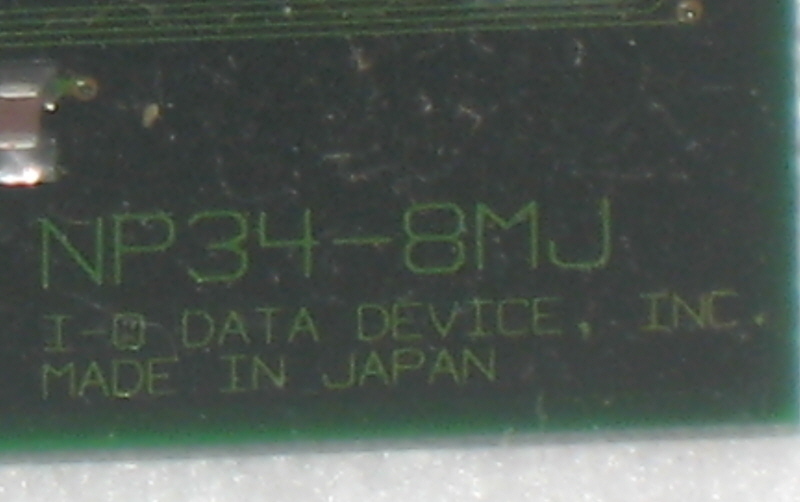 NP34-8MJ
I-O DATA DEVICE, INC.
MADE IN JAPAN